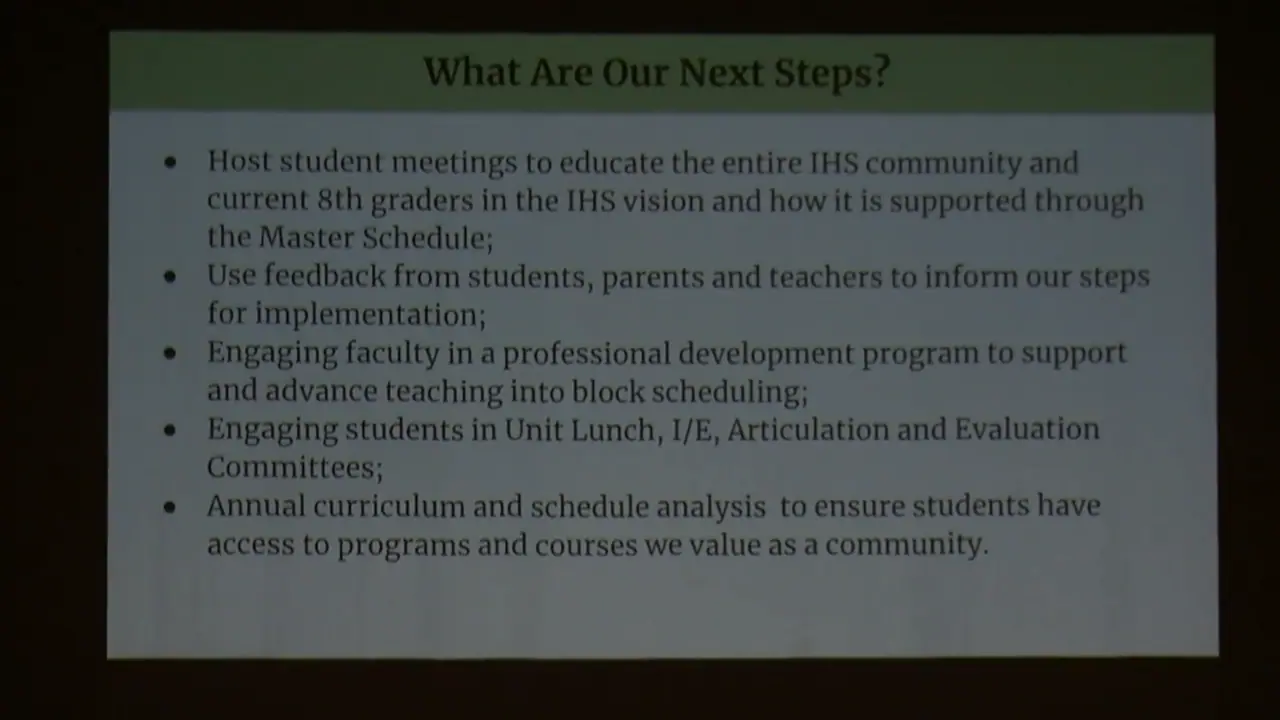 What Are Our Next Steps?
● Host student meetings to educate the entire IHS community and
current 8th graders in the IHS vision and how it is supported through
the Master Schedule;
● Use feedback from students, parents and teachers to inform our steps
for implementation;
● Engaging faculty in a professional development program to support
and advance teaching into block scheduling;
● Engaging students in Unit Lunch, I/E, Articulation and Evaluation
Committees;
● Annual curriculum and schedule analysis to ensure students have
access to programs and courses we value as a community.